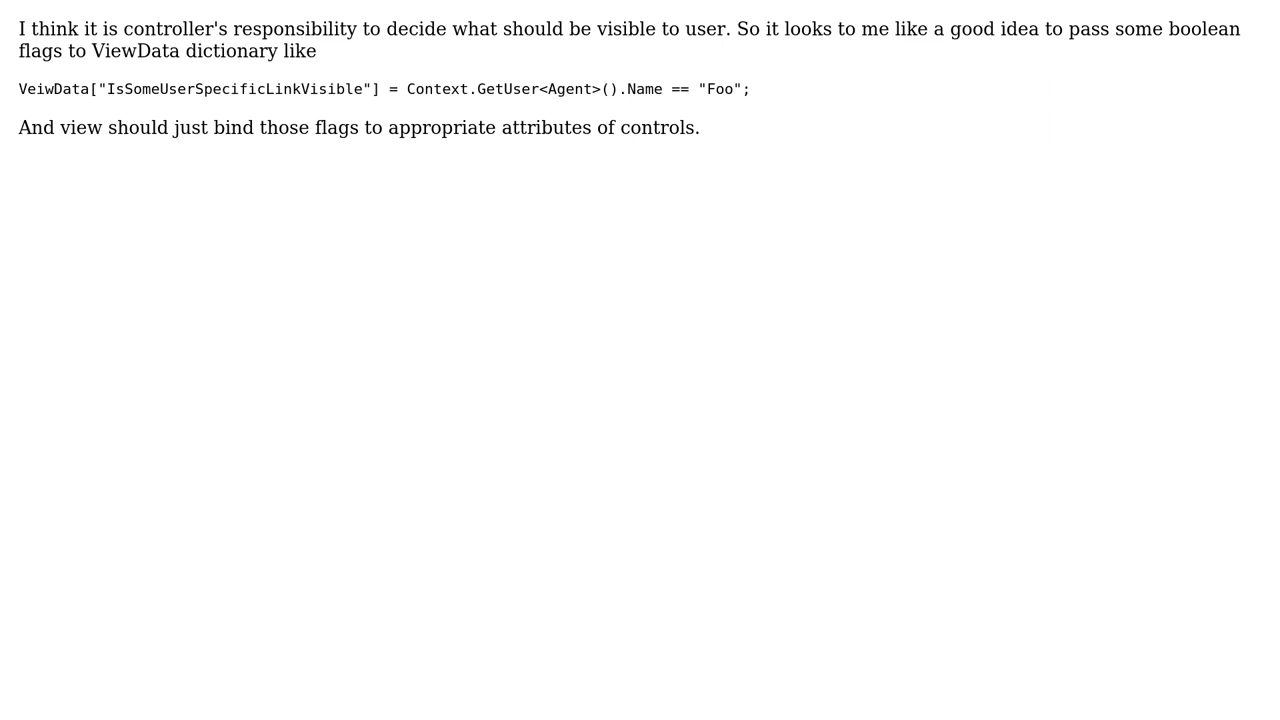 I think it is controller's responsibility to decide what should be visible to user. So it looks to me like a good idea to pass some boolean
flags to ViewData dictionary like
VeiwData["IsSomeUserSpecificLinkVisible"] = Context.GetUser<Agent>().Name == "Foo";
And view should just bind those flags to appropriate attributes of controls.